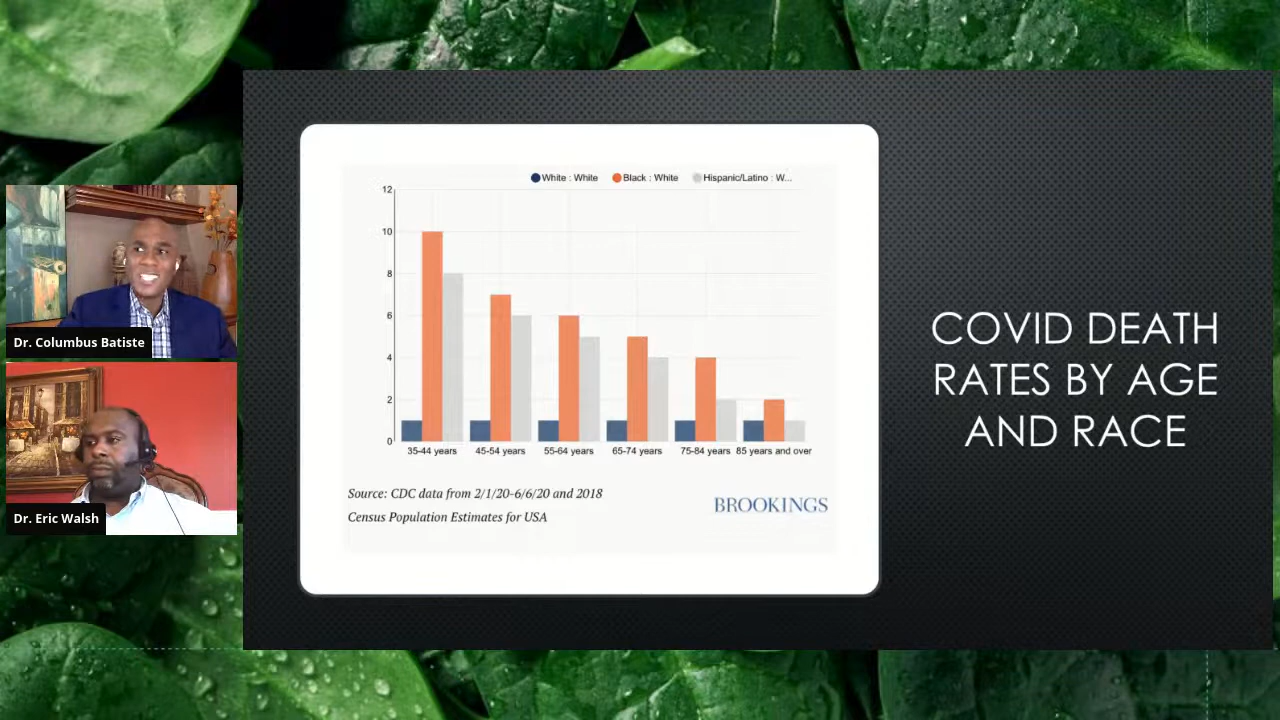 Dr. Columbus Batiste
Dr. Eric Walsh
White : White Black : White Hispanic/Latino : W...
12
10
8
6
4
2
0
35-44 years 45-54 years 55-64 years 65-74 years 75-84 years 85 years and over
Source: CDC data from 2/1/20-6/6/20 and 2018
Census Population Estimates for USA
BROOKINGS
COVID DEATH
RATES BY AGE
AND RACE